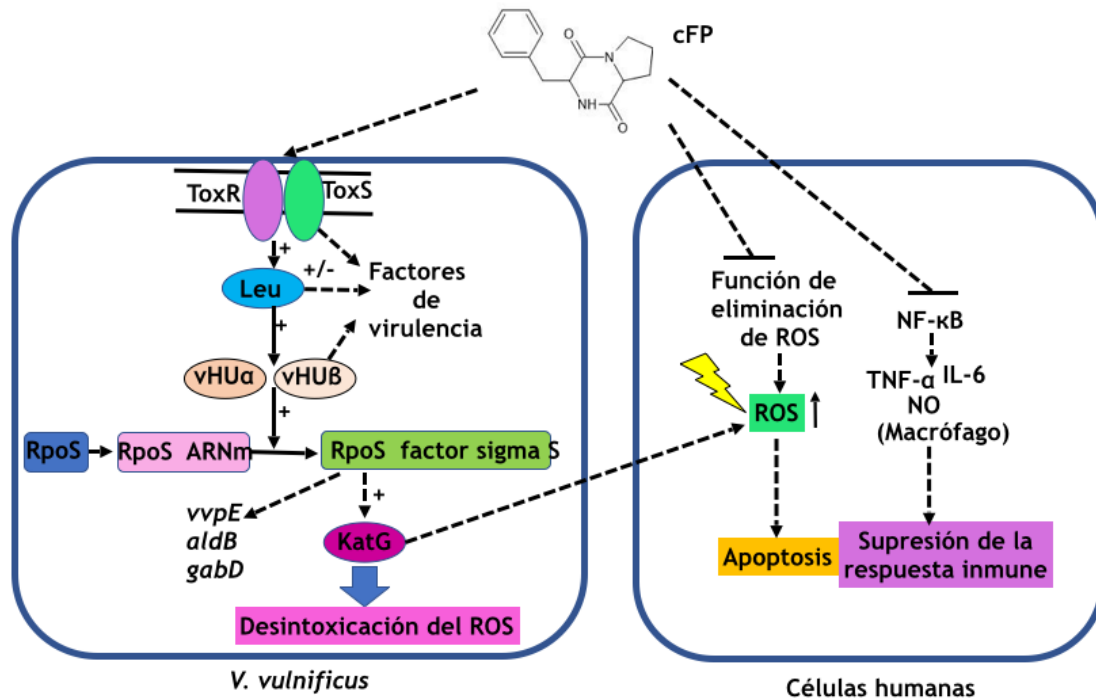 cFP
O
N
NH
O
ToxR
ToxS
+
Leu
+/-
Factores
de
virulencia
+
vHUα
vHUß
+
RpoS
RpoS ARNm
RpoS factor sigma S
+
vvpE
aldB
gabD
KatG
Desintoxicación del ROS
V. vulnificus
Función de
eliminación
de ROS
ROS
Apoptosis
NF-κB
TNF-α IL-6
NO
(Macrófago)
Supresión de la
respuesta inmune
Células humanas